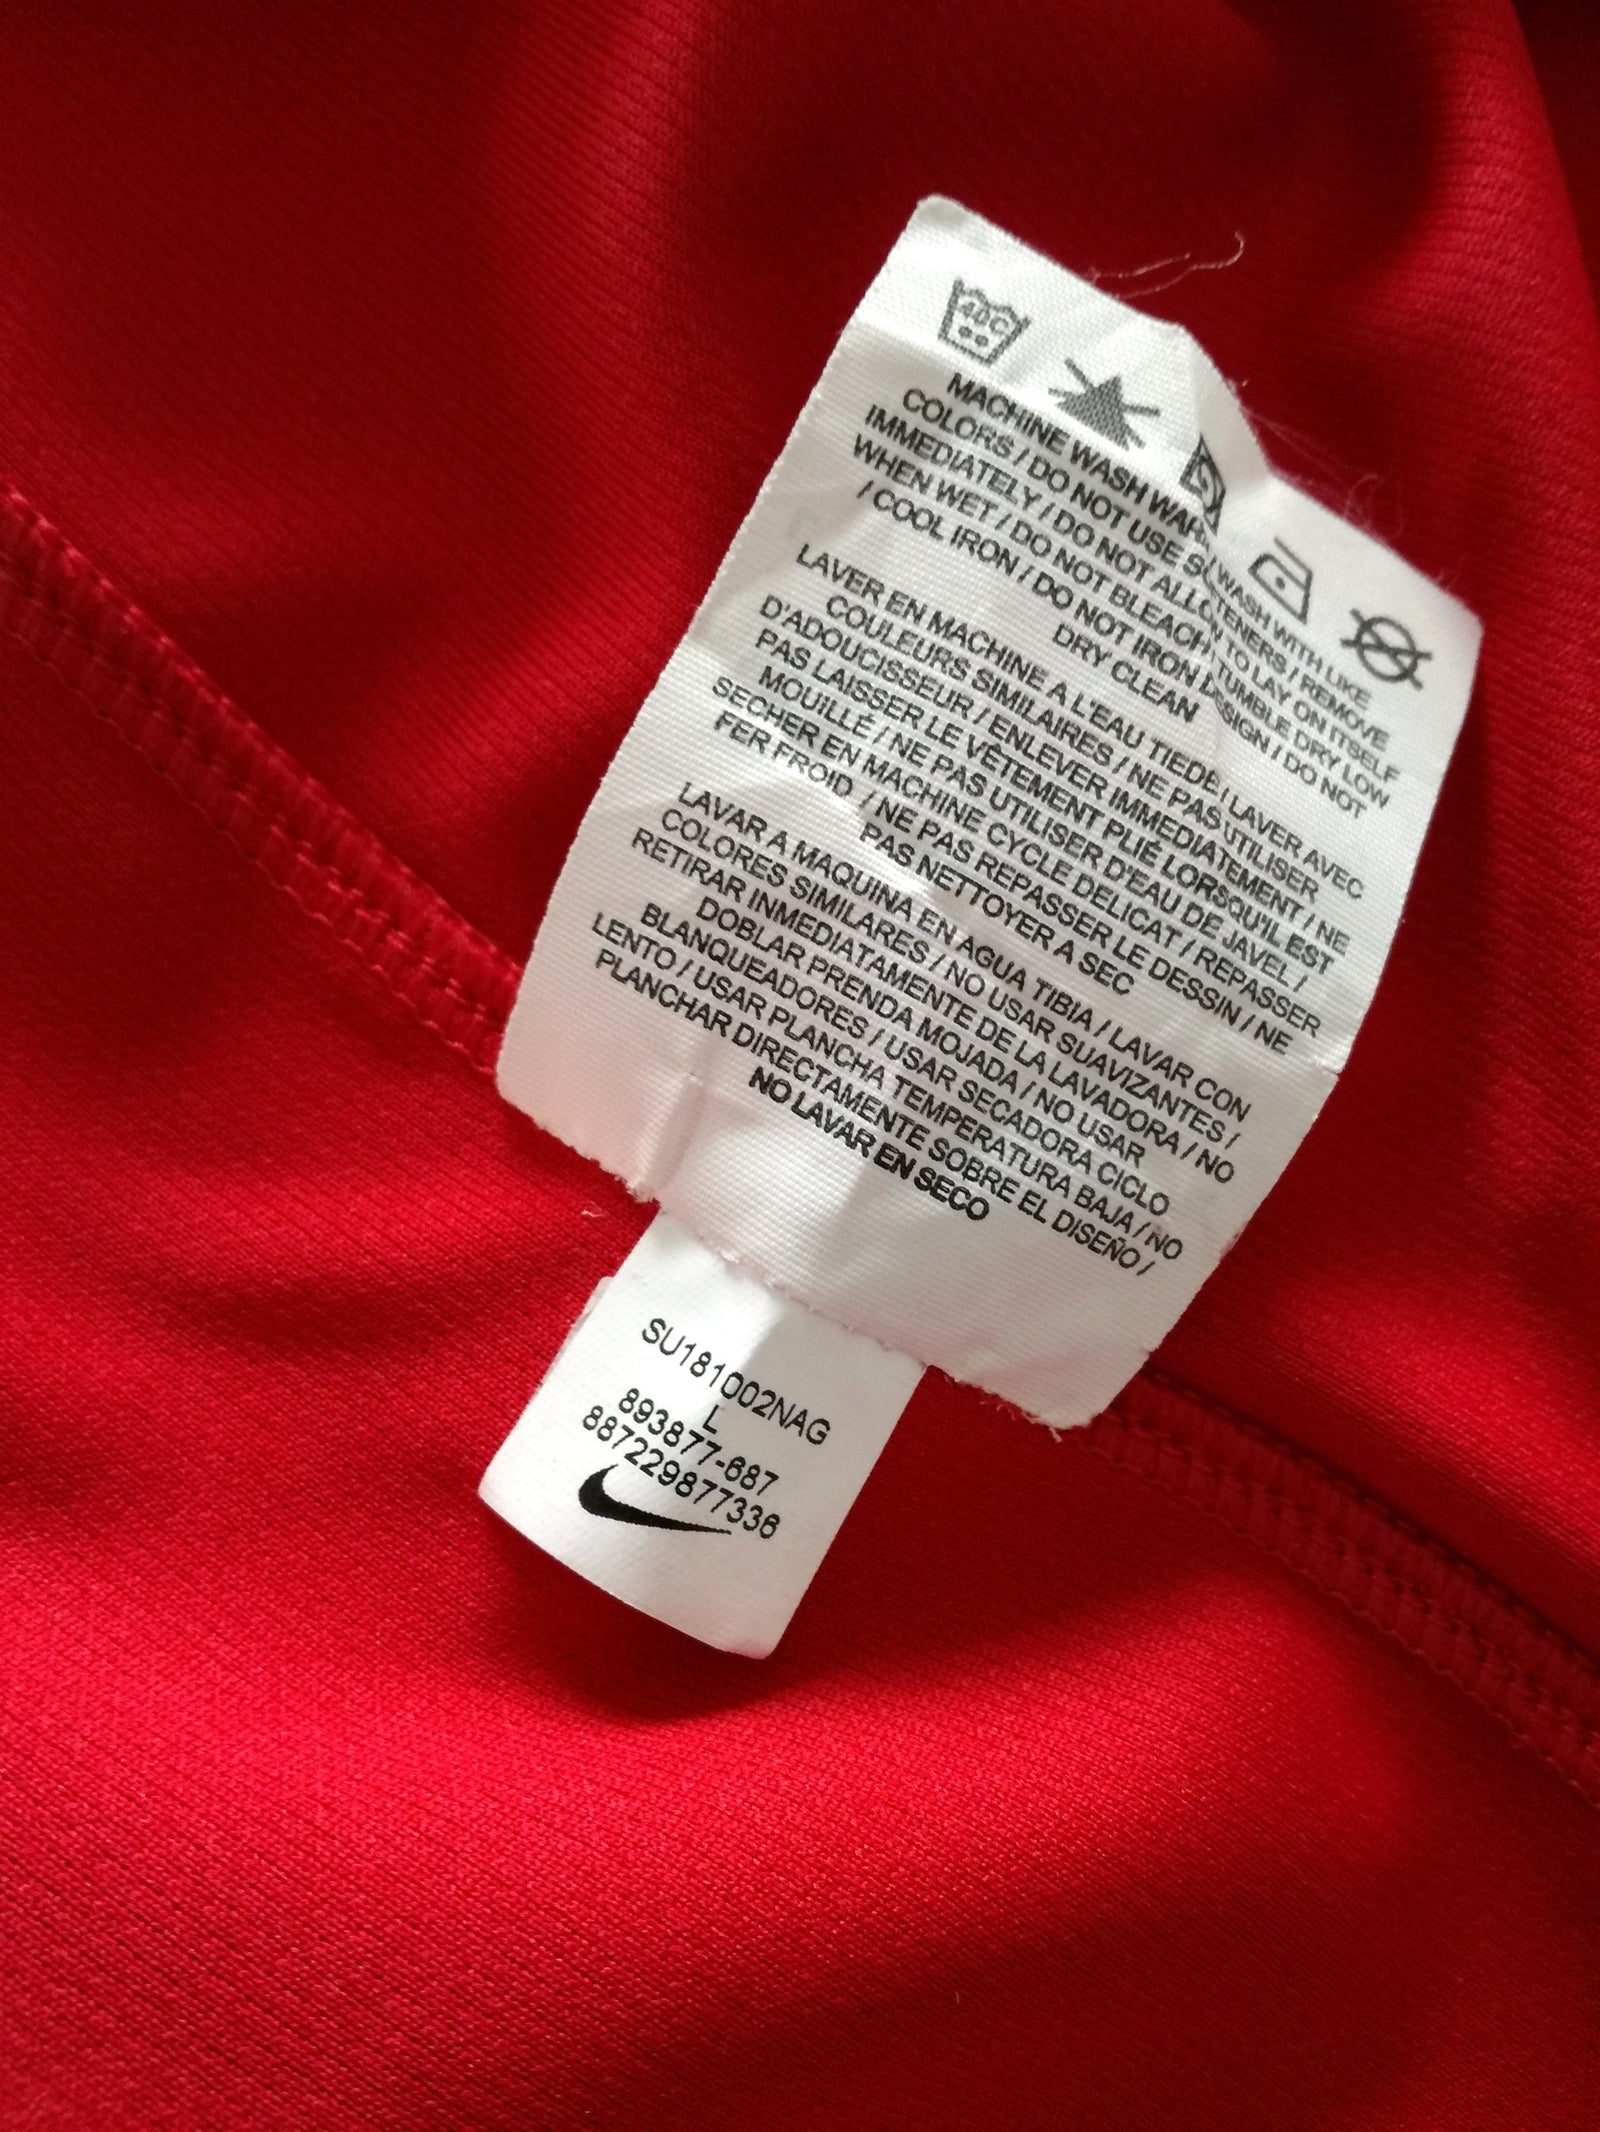 40C
MACHINE WASH WARM / WASH WITH LIKE
COLORS / DO NOT USE SOFTENERS / REMOVE
IMMEDIATELY / DO NOT ALLOW TO LAY ON ITSELF
WHEN WET / DO NOT BLEACH / TUMBLE DRY LOW
/ COOL IRON / DO NOT IRON DESIGN / DO NOT
DRY CLEAN
LAVER EN MACHINE A L'EAU TIEDE / LAVER AVEC
COULEURS SIMILAIRES / NE PAS UTILISER
D'ADOUCISSEUR / ENLEVER IMMEDIATEMENT / NE
PAS LAISSER LE VÊTEMENT PLIÉ LORSQU'IL EST
MOUILLÉ / NE PAS UTILISER D'EAU DE JAVEL /
SECHER EN MACHINE CYCLE DELICAT / REPASSER
FER FROID / NE PAS REPASSER LE DESSIN / NE
PAS NETTOYER A SEC
LAVAR A MAQUINA EN AGUA TIBIA / LAVAR CON
COLORES SIMILARES / NO USAR SUAVIZANTES /
RETIRAR INMEDIATAMENTE DE LA LAVADORA / NO
DOBLAR PRENDA MOJADA / NO USAR
BLANQUEADORES / USAR SECADORA CICLO
LENTO / USAR PLANCHA TEMPERATURA BAJA / NO
PLANCHAR DIRECTAMENTE SOBRE EL DISEÑO /
NO LAVAR EN SECO
SU181002NAG
L
893877-687
887229877336